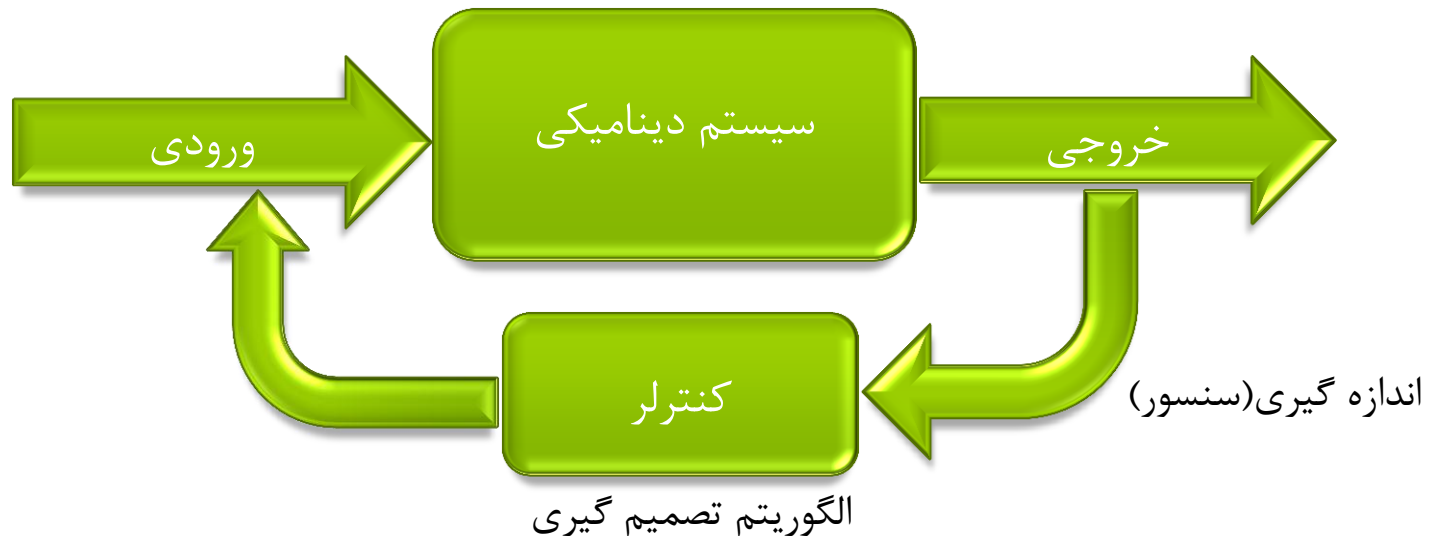 سیستم دینامیکی
ورودی
خروجی
کنترلر
اندازه گیری(سنسور)
الگوریتم تصمیم گیری